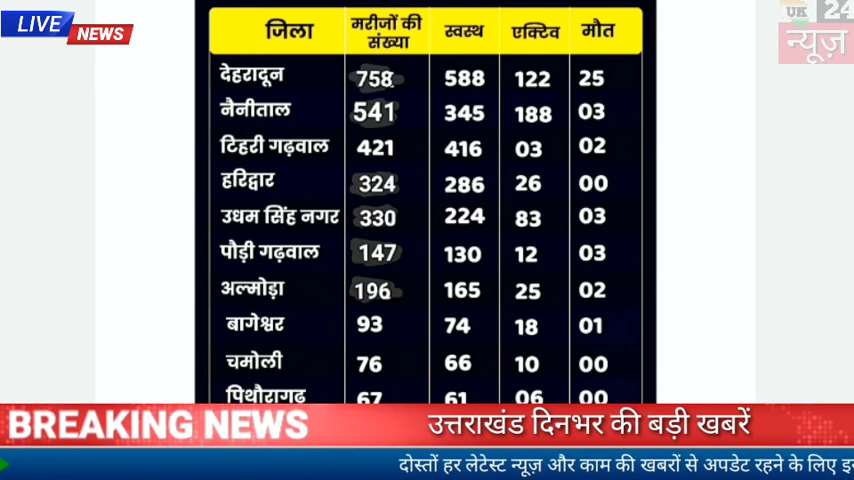 LIVE
NEWS
UK 24
न्यूज़
जिला मरीजों की संख्या स्वस्थ एक्टिव मौत
देहरादून 758 588 122 25
नैनीताल 541 345 188 03
टिहरी गढ़वाल 421 416 03 02
हरिद्वार 324 286 26 00
उधम सिंह नगर 330 224 83 03
पौड़ी गढ़वाल 147 130 12 03
अल्मोड़ा 196 165 25 02
बागेश्वर 93 74 18 01
चमोली 76 66 10 00
पिथौरागढ़ 67 61 06 00
BREAKING NEWS उत्तराखंड दिनभर की बड़ी खबरें
दोस्तों हर लेटेस्ट न्यूज़ और काम की खबरों से अपडेट रहने के लिए